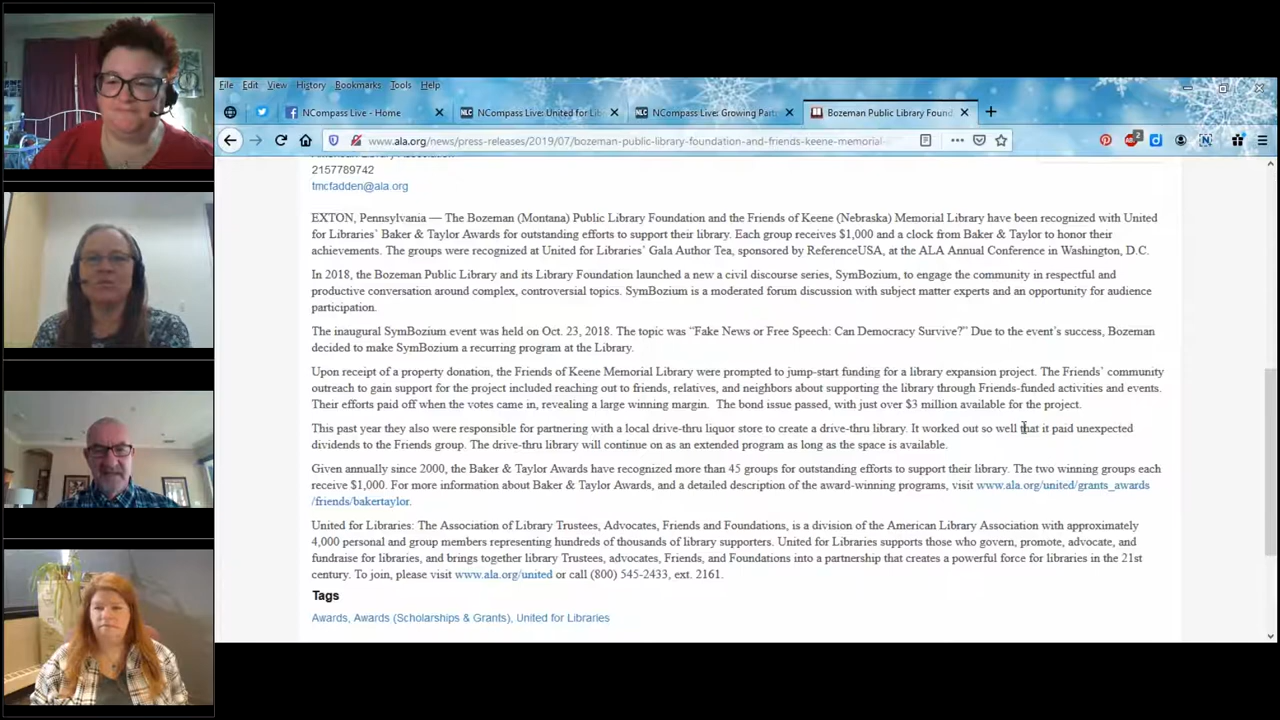 File Edit View History Bookmarks Tools Help
NCompass Live - Home
NCompass Live: United for Lib
NCompass Live: Growing Part
Bozeman Public Library Found
www.ala.org/news/press-releases/2019/07/bozeman-public-library-foundation-and-friends-keene-memorial
American Library Association
2157789742
tmcfadden@ala.org
EXTON, Pennsylvania — The Bozeman (Montana) Public Library Foundation and the Friends of Keene (Nebraska) Memorial Library have been recognized with United
for Libraries’ Baker & Taylor Awards for outstanding efforts to support their library. Each group receives $1,000 and a clock from Baker & Taylor to honor their
achievements. The groups were recognized at United for Libraries’ Gala Author Tea, sponsored by ReferenceUSA, at the ALA Annual Conference in Washington, D.C.
In 2018, the Bozeman Public Library and its Library Foundation launched a new a civil discourse series, SymBozium, to engage the community in respectful and
productive conversation around complex, controversial topics. SymBozium is a moderated forum discussion with subject matter experts and an opportunity for audience
participation.
The inaugural SymBozium event was held on Oct. 23, 2018. The topic was “Fake News or Free Speech: Can Democracy Survive?” Due to the event’s success, Bozeman
decided to make SymBozium a recurring program at the Library.
Upon receipt of a property donation, the Friends of Keene Memorial Library were prompted to jump-start funding for a library expansion project. The Friends’ community
outreach to gain support for the project included reaching out to friends, relatives, and neighbors about supporting the library through Friends-funded activities and events.
Their efforts paid off when the votes came in, revealing a large winning margin. The bond issue passed, with just over $3 million available for the project.
This past year they also were responsible for partnering with a local drive-thru liquor store to create a drive-thru library. It worked out so well that it paid unexpected
dividends to the Friends group. The drive-thru library will continue on as an extended program as long as the space is available.
Given annually since 2000, the Baker & Taylor Awards have recognized more than 45 groups for outstanding efforts to support their library. The two winning groups each
receive $1,000. For more information about Baker & Taylor Awards, and a detailed description of the award-winning programs, visit www.ala.org/united/grants_awards
/friends/bakertaylor.
United for Libraries: The Association of Library Trustees, Advocates, Friends and Foundations, is a division of the American Library Association with approximately
4,000 personal and group members representing hundreds of thousands of library supporters. United for Libraries supports those who govern, promote, advocate, and
fundraise for libraries, and brings together library Trustees, advocates, Friends, and Foundations into a partnership that creates a powerful force for libraries in the 21st
century. To join, please visit www.ala.org/united or call (800) 545-2433, ext. 2161.
Tags
Awards, Awards (Scholarships & Grants), United for Libraries